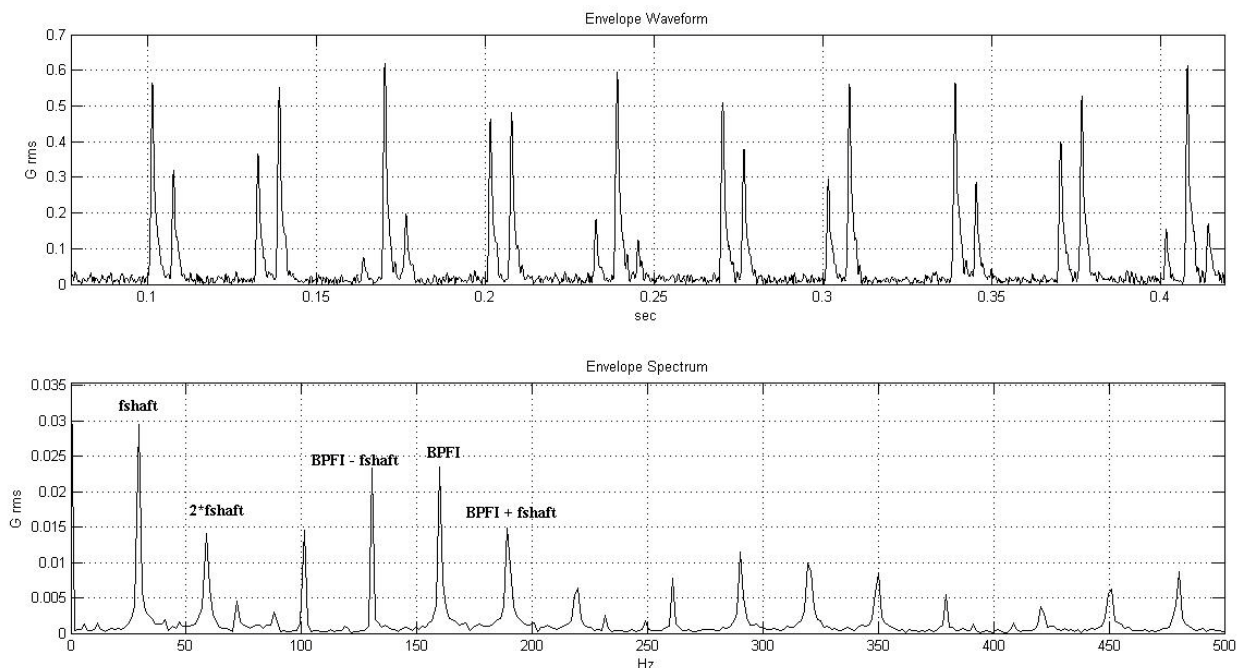 Envelope Waveform
0.7
0.6
0.5
0.4
0.3
0.2
0.1
0
G rms
0.1 0.15 0.2 0.25 0.3 0.35 0.4
sec
Envelope Spectrum
0.035
0.03
0.025
0.02
0.015
0.01
0.005
0
G rms
fshaft
2*fshaft
BPFI - fshaft
BPFI
BPFI + fshaft
0 50 100 150 200 250 300 350 400 450 500
Hz